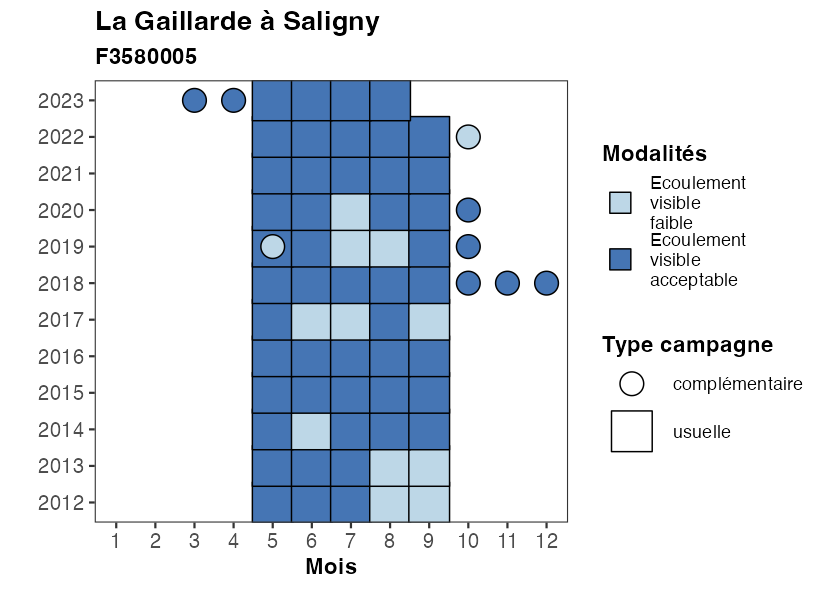 La Gaillarde à Saligny
F3580005
2023
2022
2021
2020
2019
2018
2017
2016
2015
2014
2013
2012
1 2 3 4 5 6 7 8 9 10 11 12
Mois
Modalités
Ecoulement
visible
faible
Ecoulement
visible
acceptable
Type campagne
complémentaire
usuelle